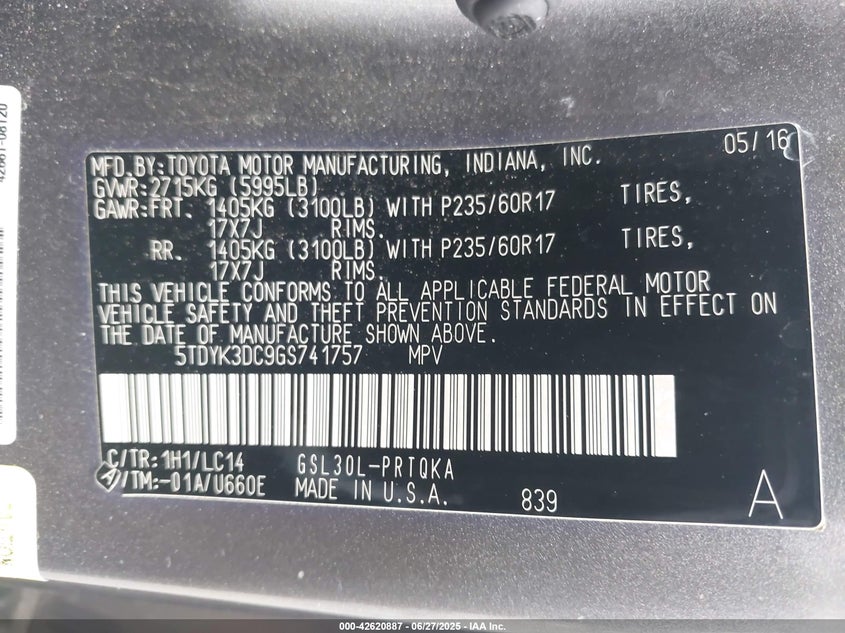 05/16
MFD.BY:TOYOTA MOTOR MANUFACTURING, INDIANA, INC.
GVWR:2715KG (5995LB)
GAWR:FRT. 1405KG (3100LB) WITH P235/60R17 TIRES,
17X7J RIMS.
RR. 1405KG (3100LB) WITH P235/60R17 TIRES,
17X7J RIMS.
THIS VEHICLE CONFORMS TO ALL APPLICABLE FEDERAL MOTOR
VEHICLE SAFETY AND THEFT PREVENTION STANDARDS IN EFFECT ON
THE DATE OF MANUFACTURE SHOWN ABOVE.
5TDYK3DC9GS741757 MPV
C/TR:1H1/LC14 GSL30L-PRTQKA
A/TM:-01A/U660E MADE IN U.S.A. 839 A
000-42620887 - 06/27/2025 - IAA Inc.